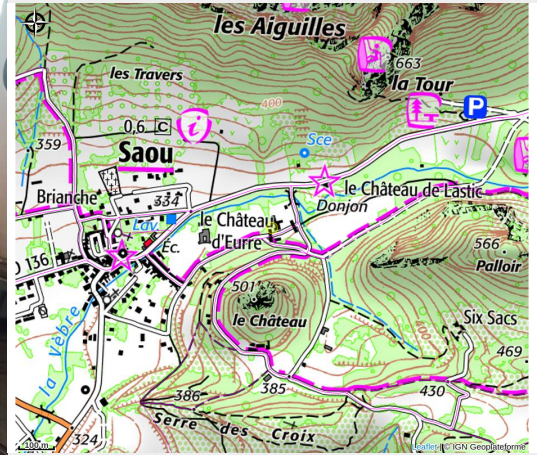 les Aiguilles
663
les Travers
la Tour
400
P
0,6 C
i
359
Sce
Saou
le Château de Lastic
Brianche
334
Donjon
Lav.
le Château
d'Eurre
Éc.
566
Palloir
D 136
501
la Vèbre
le Château
Six Sacs
469
386
385
430
Serre des Croix
324
100 m
Leaflet | © IGN Geoplateforme